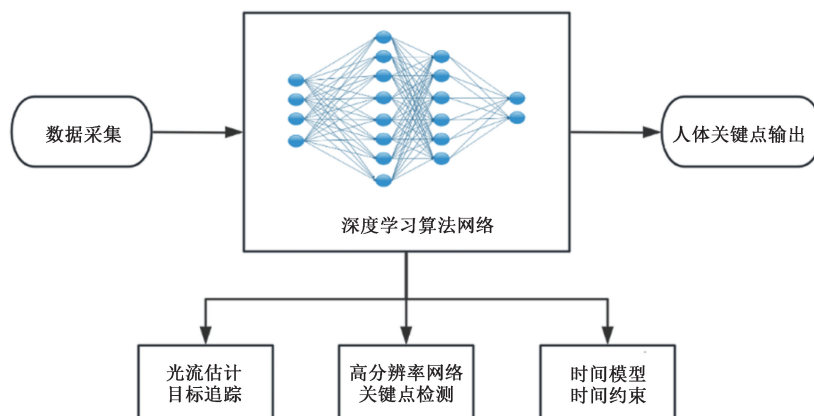 数据采集
人体关键点输出
深度学习算法网络
光流估计
目标追踪
高分辨率网络
关键点检测
时间模型
时间约束